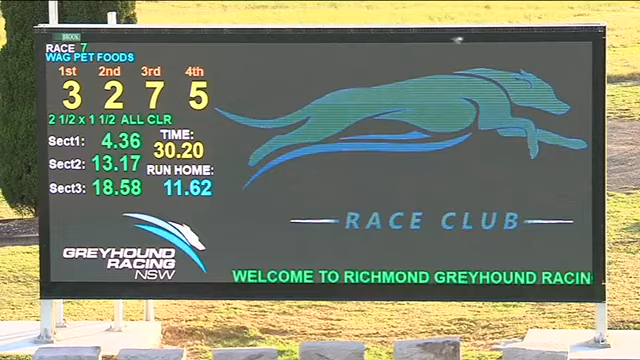 RACE 7
WAG PET FOODS
1st 2nd 3rd 4th
3 2 7 5
2 1/2 x 1 1/2 ALL CLR
Sect1: 4.36 TIME:
30.20
Sect2: 13.17 RUN HOME:
Sect3: 18.58 11.62
RACE CLUB
GREYHOUND
RACING
NSW
WELCOME TO RICHMOND GREYHOUND RACIN